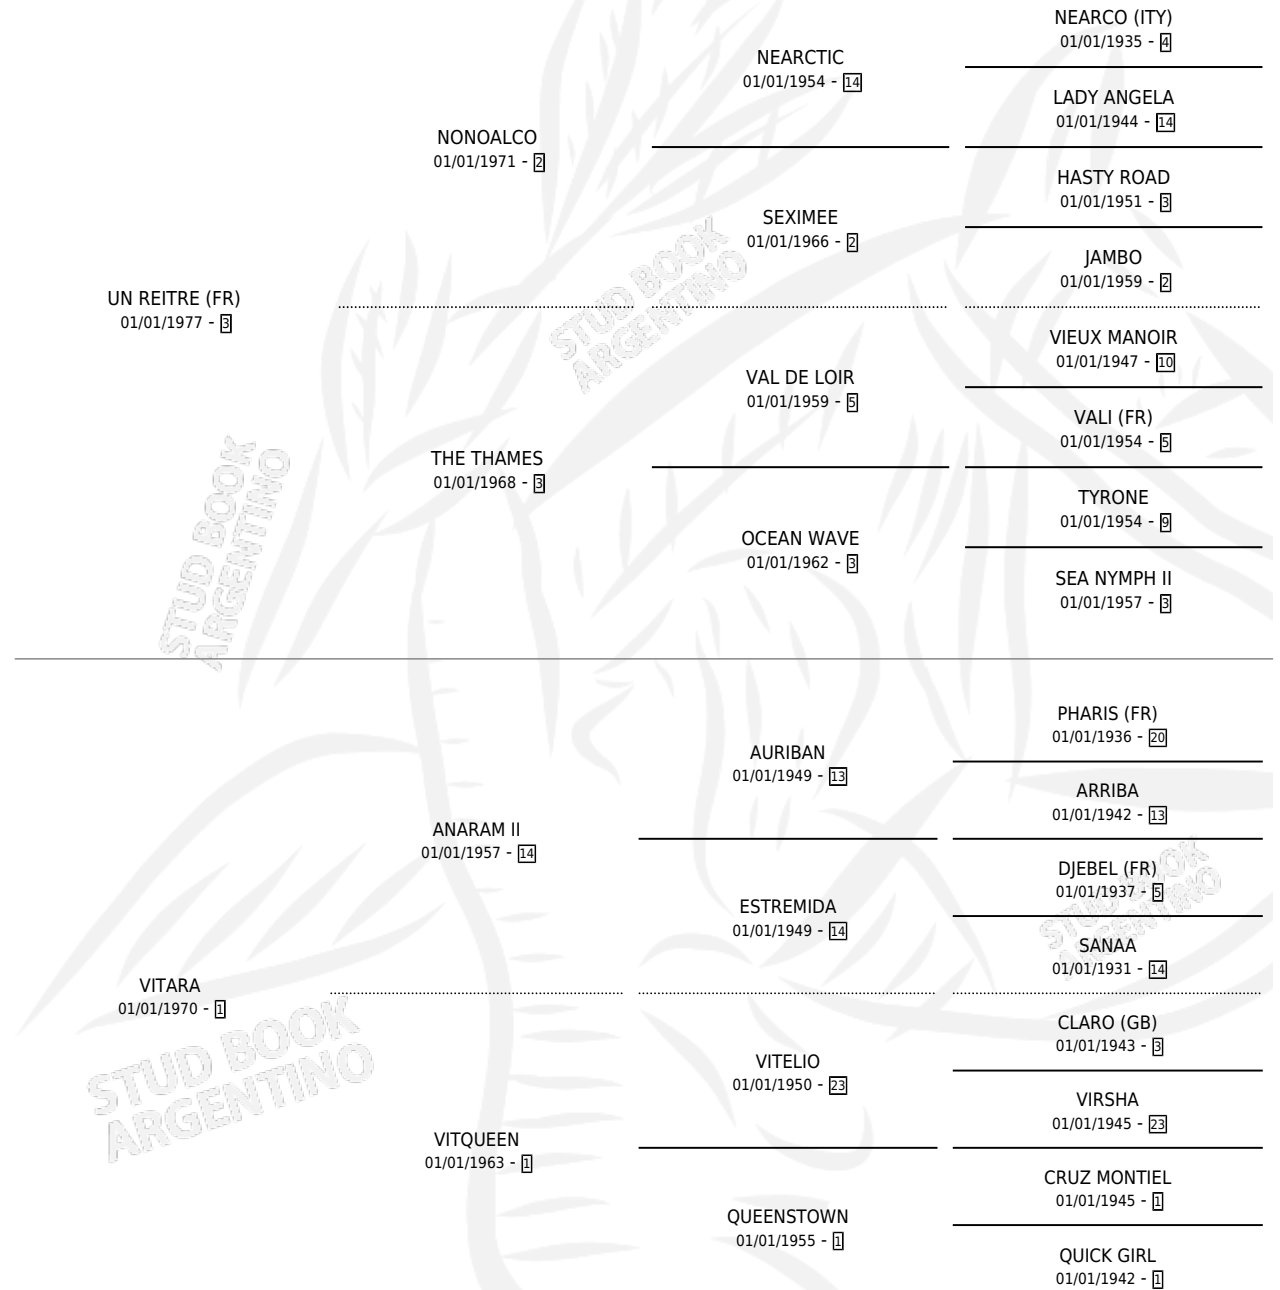 NEARCO (ITY)
01/01/1935 - 4
NEARCTIC
01/01/1954 - 14
LADY ANGELA
01/01/1944 - 14
NONOALCO
01/01/1971 - 2
HASTY ROAD
01/01/1951 - 3
SEXIMEE
01/01/1966 - 2
JAMBO
01/01/1959 - 2
UN REITRE (FR)
01/01/1977 - 3
VIEUX MANOIR
01/01/1947 - 10
VAL DE LOIR
01/01/1959 - 5
VALI (FR)
01/01/1954 - 5
THE THAMES
01/01/1968 - 3
TYRONE
01/01/1954 - 9
OCEAN WAVE
01/01/1962 - 3
SEA NYMPH II
01/01/1957 - 3
PHARIS (FR)
01/01/1936 - 20
AURIBAN
01/01/1949 - 13
ARRIBA
01/01/1942 - 13
ANARAM II
01/01/1957 - 14
DJEBEL (FR)
01/01/1937 - 5
ESTREMIDA
01/01/1949 - 14
SANAA
01/01/1931 - 14
VITARA
01/01/1970 - 1
CLARO (GB)
01/01/1943 - 3
VITELIO
01/01/1950 - 23
VIRSHA
01/01/1945 - 23
VITQUEEN
01/01/1963 - 1
CRUZ MONTIEL
01/01/1945 - 1
QUEENSTOWN
01/01/1955 - 1
QUICK GIRL
01/01/1942 - 1
STUD BOOK
ARGENTINO
STUD BOOK
ARGENTINO
STUD BOOK
ARGENTINO
STUD BOOK
ARGENTINO